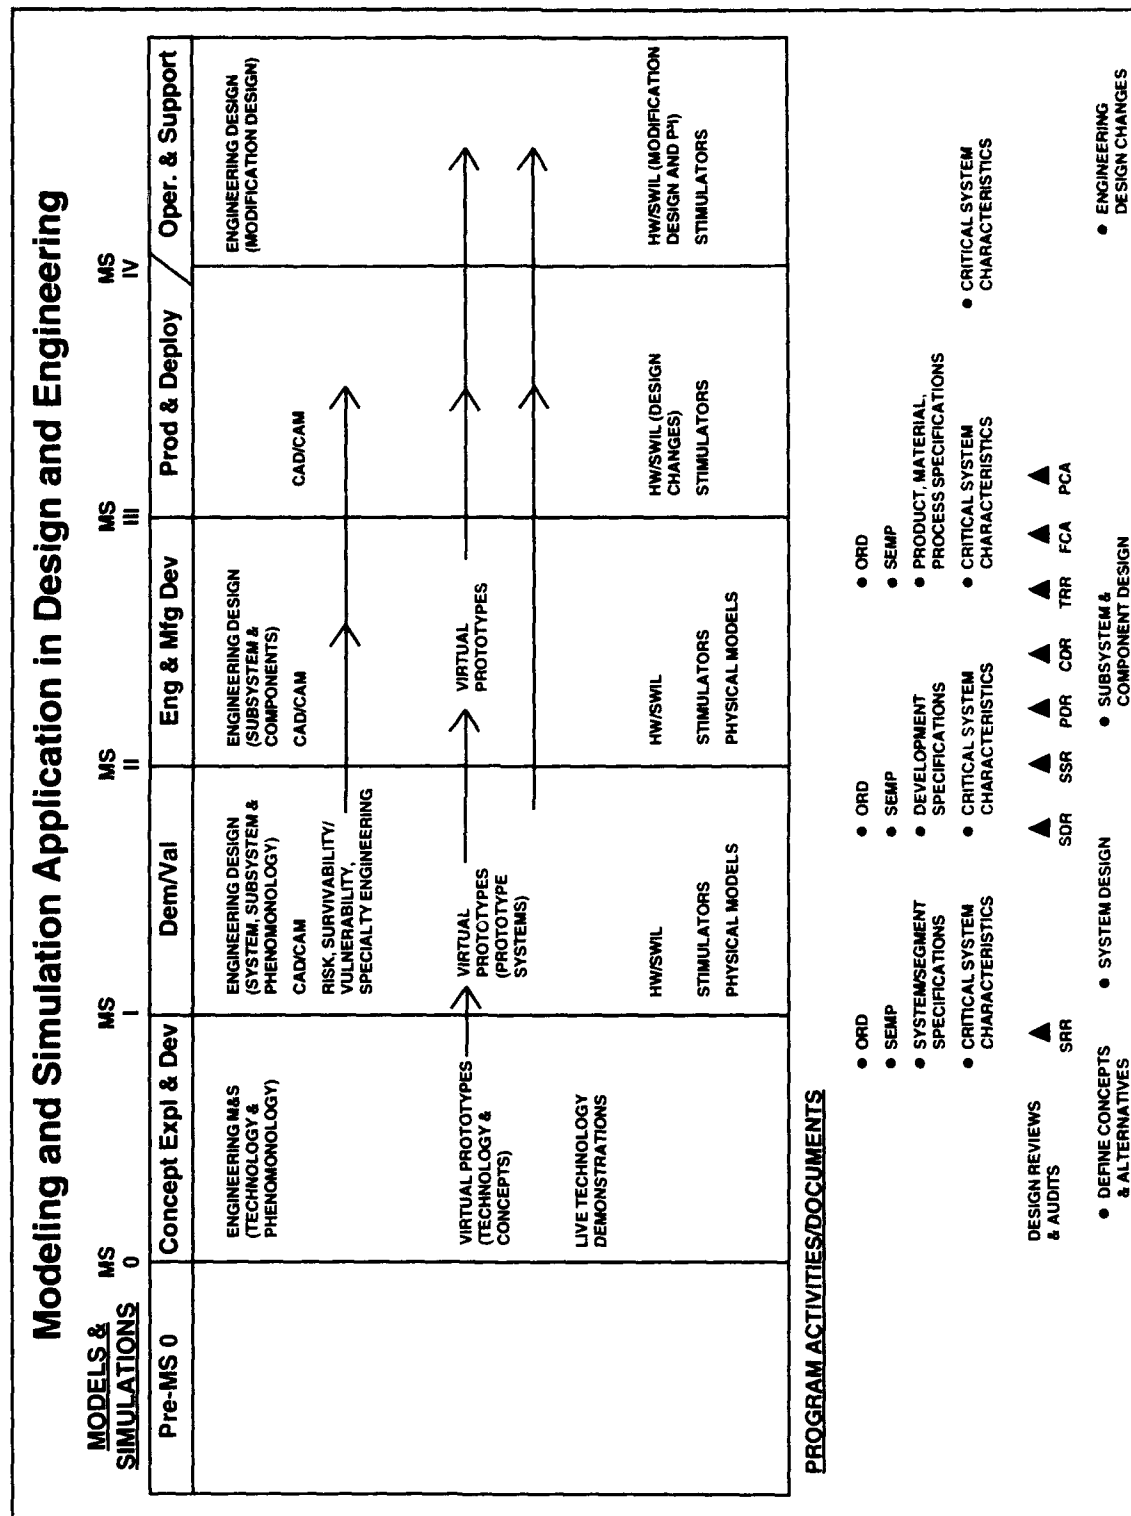 Modeling and Simulation Application in Design and Engineering
MODELS &
SIMULATIONS
MS
0
MS
I
MS
II
MS
III
MS
IV
Pre-MS 0
Concept Expl & Dev
Dem/Val
Eng & Mfg Dev
Prod & Deploy
Oper. & Support
ENGINEERING M&S
(TECHNOLOGY &
PHENOMONOLOGY)
VIRTUAL PROTOTYPES
(TECHNOLOGY &
CONCEPTS)
LIVE TECHNOLOGY
DEMONSTRATIONS
ENGINEERING DESIGN
(SYSTEM, SUBSYSTEM &
PHENOMONOLOGY)
CAD/CAM
RISK, SURVIVABILITY/
VULNERABILITY,
SPECIALTY ENGINEERING
VIRTUAL
PROTOTYPES
(PROTOTYPE
SYSTEMS)
HW/SWIL
STIMULATORS
PHYSICAL MODELS
ENGINEERING DESIGN
(SUBSYSTEM &
COMPONENTS)
CAD/CAM
VIRTUAL
PROTOTYPES
HW/SWIL
STIMULATORS
PHYSICAL MODELS
CAD/CAM
HW/SWIL (DESIGN
CHANGES)
STIMULATORS
ENGINEERING DESIGN
(MODIFICATION DESIGN)
HW/SWIL (MODIFICATION
DESIGN AND P³I)
STIMULATORS
PROGRAM ACTIVITIES/DOCUMENTS
● ORD
● SEMP
● SYSTEM/SEGMENT
SPECIFICATIONS
● CRITICAL SYSTEM
CHARACTERISTICS
● ORD
● SEMP
● DEVELOPMENT
SPECIFICATIONS
● CRITICAL SYSTEM
CHARACTERISTICS
● ORD
● SEMP
● PRODUCT, MATERIAL,
PROCESS SPECIFICATIONS
● CRITICAL SYSTEM
CHARACTERISTICS
● CRITICAL SYSTEM
CHARACTERISTICS
DESIGN REVIEWS
& AUDITS
SRR
SDR
SSR
PDR
CDR
TRR
FCA
PCA
● DEFINE CONCEPTS
& ALTERNATIVES
● SYSTEM DESIGN
● SUBSYSTEM &
COMPONENT DESIGN
● ENGINEERING
DESIGN CHANGES